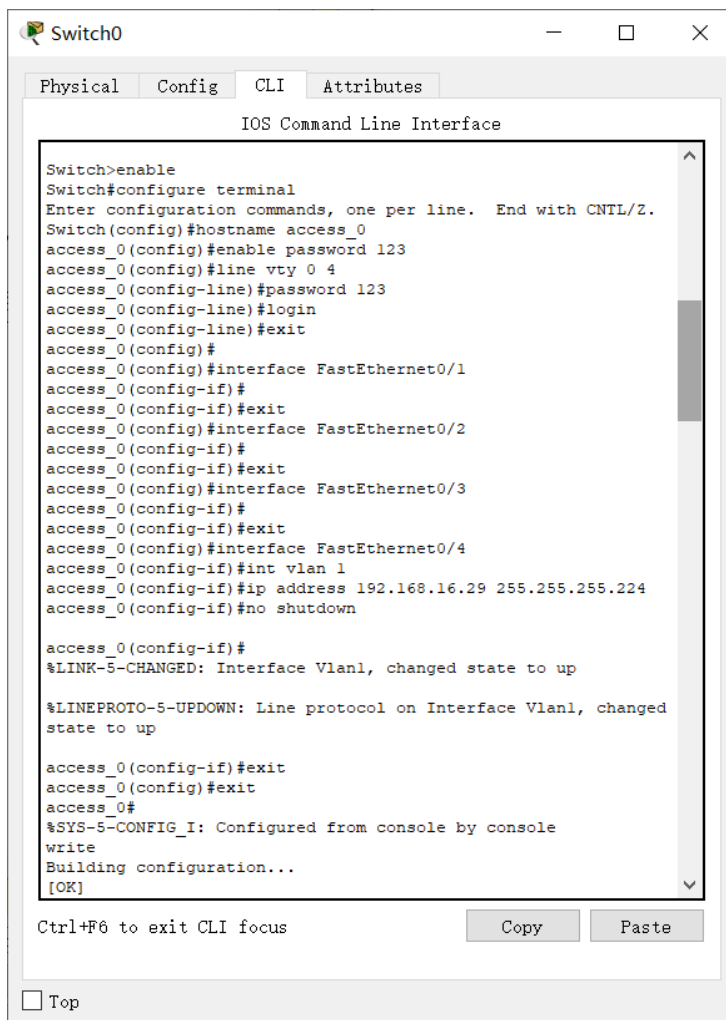 Switch0
Physical Config CLI Attributes
IOS Command Line Interface
Switch>enable
Switch#configure terminal
Enter configuration commands, one per line.  End with CNTL/Z.
Switch(config)#hostname access_0
access_0(config)#enable password 123
access_0(config)#line vty 0 4
access_0(config-line)#password 123
access_0(config-line)#login
access_0(config-line)#exit
access_0(config)#
access_0(config)#interface FastEthernet0/1
access_0(config-if)#
access_0(config-if)#exit
access_0(config)#interface FastEthernet0/2
access_0(config-if)#
access_0(config-if)#exit
access_0(config)#interface FastEthernet0/3
access_0(config-if)#
access_0(config-if)#exit
access_0(config)#interface FastEthernet0/4
access_0(config-if)#int vlan 1
access_0(config-if)#ip address 192.168.16.29 255.255.255.224
access_0(config-if)#no shutdown
access_0(config-if)#
%LINK-5-CHANGED: Interface Vlan1, changed state to up
%LINEPROTO-5-UPDOWN: Line protocol on Interface Vlan1, changed
state to up
access_0(config-if)#exit
access_0(config)#exit
access_0#
%SYS-5-CONFIG_I: Configured from console by console
write
Building configuration...
[OK]
Ctrl+F6 to exit CLI focus Copy Paste
Top